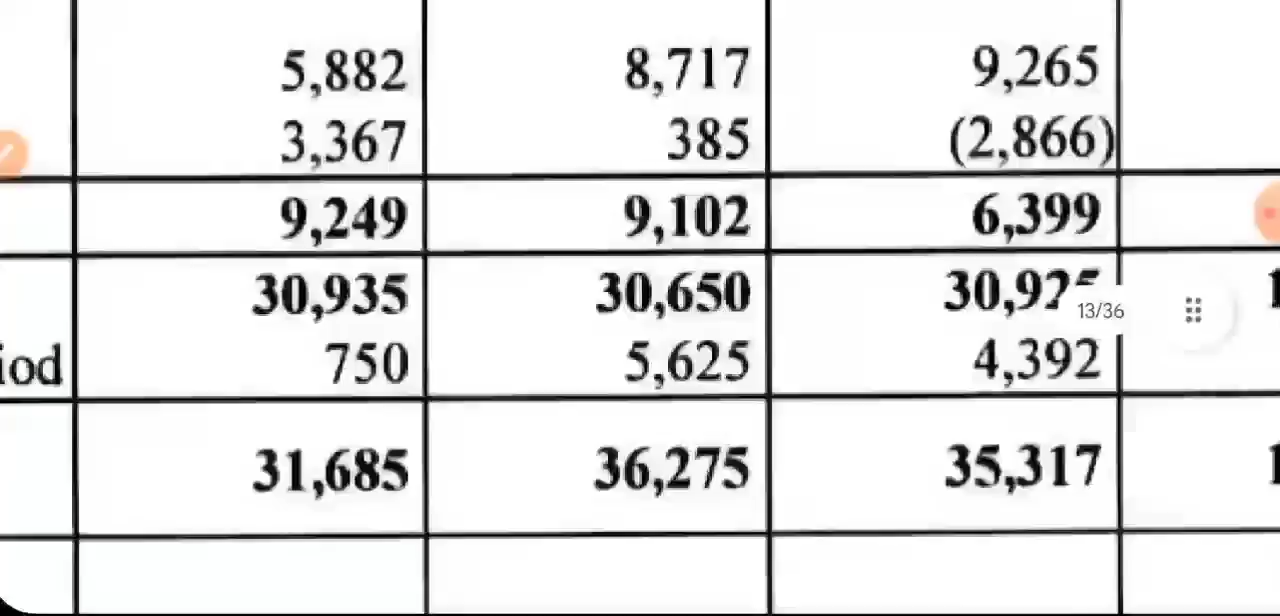 5,882 8,717 9,265
3,367 385 (2,866)
9,249 9,102 6,399
30,935 30,650
13/36
iod 750 5,625 4,392
31,685 36,275 35,317